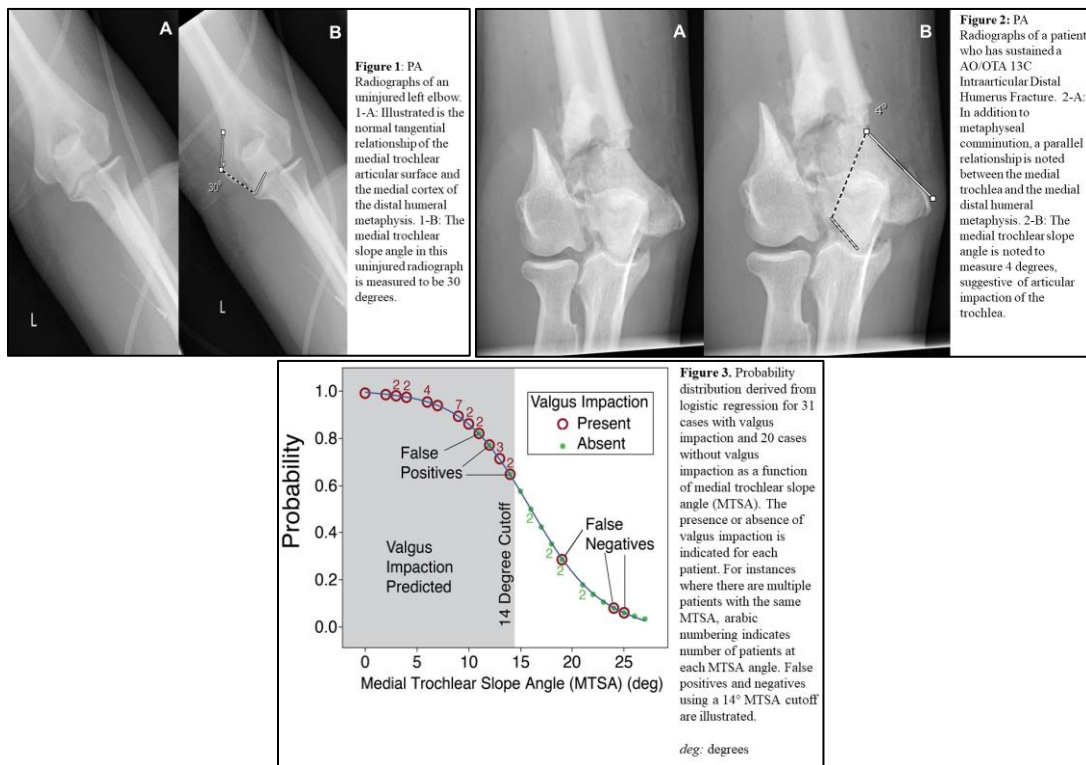 A
B
30°
L
L
Figure 1: PA
Radiographs of an
uninjured left elbow.
1-A: Illustrated is the
normal tangential
relationship of the
medial trochlear
articular surface and
the medial cortex of
the distal humeral
metaphysis. 1-B: The
medial trochlear
slope angle in this
uninjured radiograph
is measured to be 30
degrees.
A
B
4°
Figure 2: PA
Radiographs of a patient
who has sustained a
AO/OTA 13C
Intraarticular Distal
Humerus Fracture. 2-A:
In addition to
metaphyseal
comminution, a parallel
relationship is noted
between the medial
trochlea and the medial
distal humeral
metaphysis. 2-B: The
medial trochlear slope
angle is noted to
measure 4 degrees,
suggestive of articular
impaction of the
trochlea.
Probability
1.0
0.8
0.6
0.4
0.2
0.0
2 2 4 7 2 2 3 2
False
Positives
Valgus
Impaction
Predicted
14 Degree Cutoff
Valgus Impaction
Present
Absent
False
Negatives
2 2 2 2
0 5 10 15 20 25
Medial Trochlear Slope Angle (MTSA) (deg)
Figure 3. Probability
distribution derived from
logistic regression for 31
cases with valgus
impaction and 20 cases
without valgus
impaction as a function
of medial trochlear slope
angle (MTSA). The
presence or absence of
valgus impaction is
indicated for each
patient. For instances
where there are multiple
patients with the same
MTSA, arabic
numbering indicates
number of patients at
each MTSA angle. False
positives and negatives
using a 14° MTSA cutoff
are illustrated.
deg: degrees